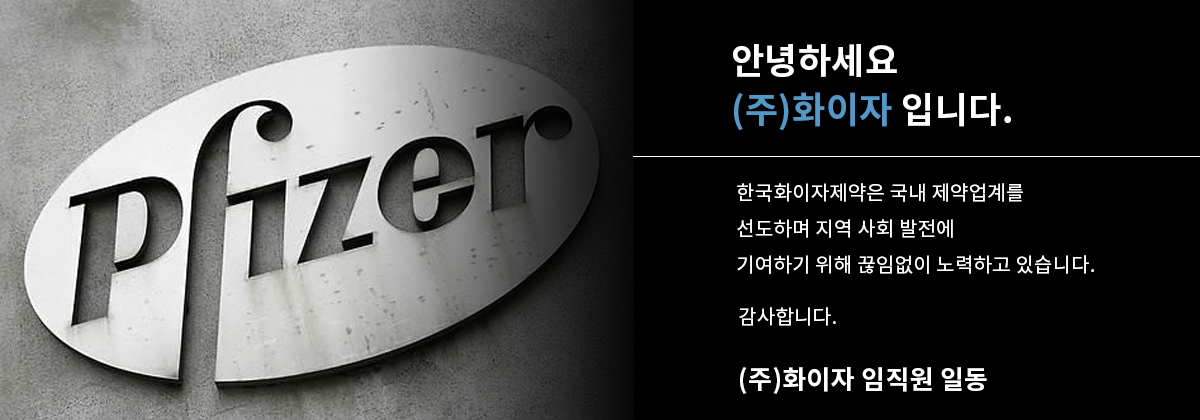 Pfizer
안녕하세요
(주)화이자 입니다.
한국화이자제약은 국내 제약업계를
선도하며 지역 사회 발전에
기여하기 위해 끊임없이 노력하고 있습니다.
감사합니다.
(주)화이자 임직원 일동